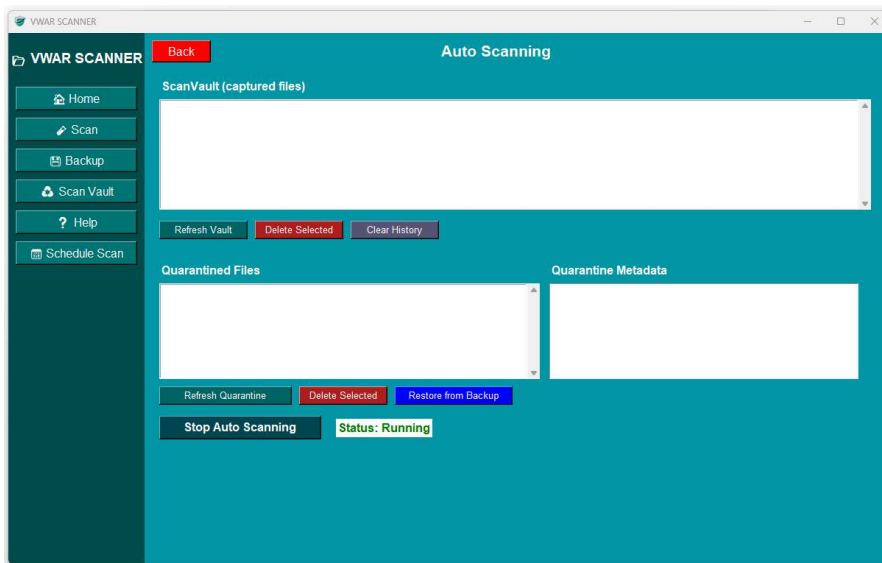 VWAR SCANNER
VWAR SCANNER
Back
Auto Scanning
Home
Scan
Backup
Scan Vault
? Help
Schedule Scan
ScanVault (captured files)
Refresh Vault
Delete Selected
Clear History
Quarantined Files
Quarantine Metadata
Refresh Quarantine
Delete Selected
Restore from Backup
Stop Auto Scanning
Status: Running